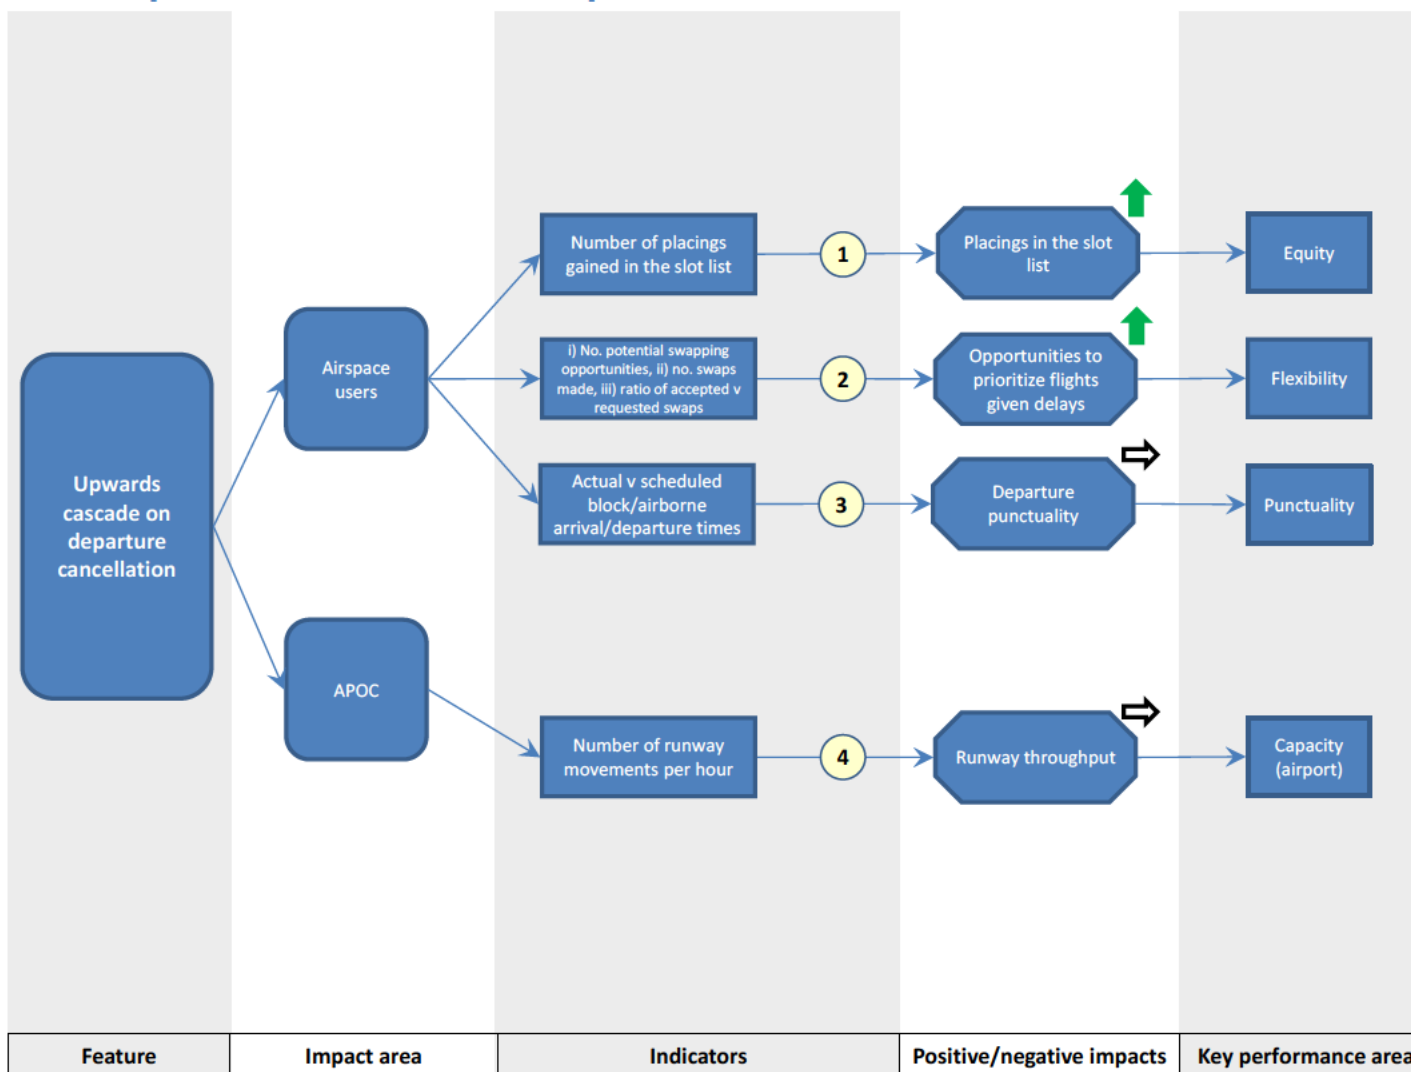 Number of placings
gained in the slot list
1
Placings in the slot
list
Equity
Airspace
users
i) No. potential swapping
opportunities, ii) no. swaps
made, iii) ratio of accepted v
requested swaps
2
Opportunities to
prioritize flights
given delays
Flexibility
Upwards
cascade on
departure
cancellation
Actual v scheduled
block/airborne
arrival/departure times
3
Departure
punctuality
Punctuality
APOC
Number of runway
movements per hour
4
Runway throughput
Capacity
(airport)
Feature
Impact area
Indicators
Positive/negative impacts
Key performance area